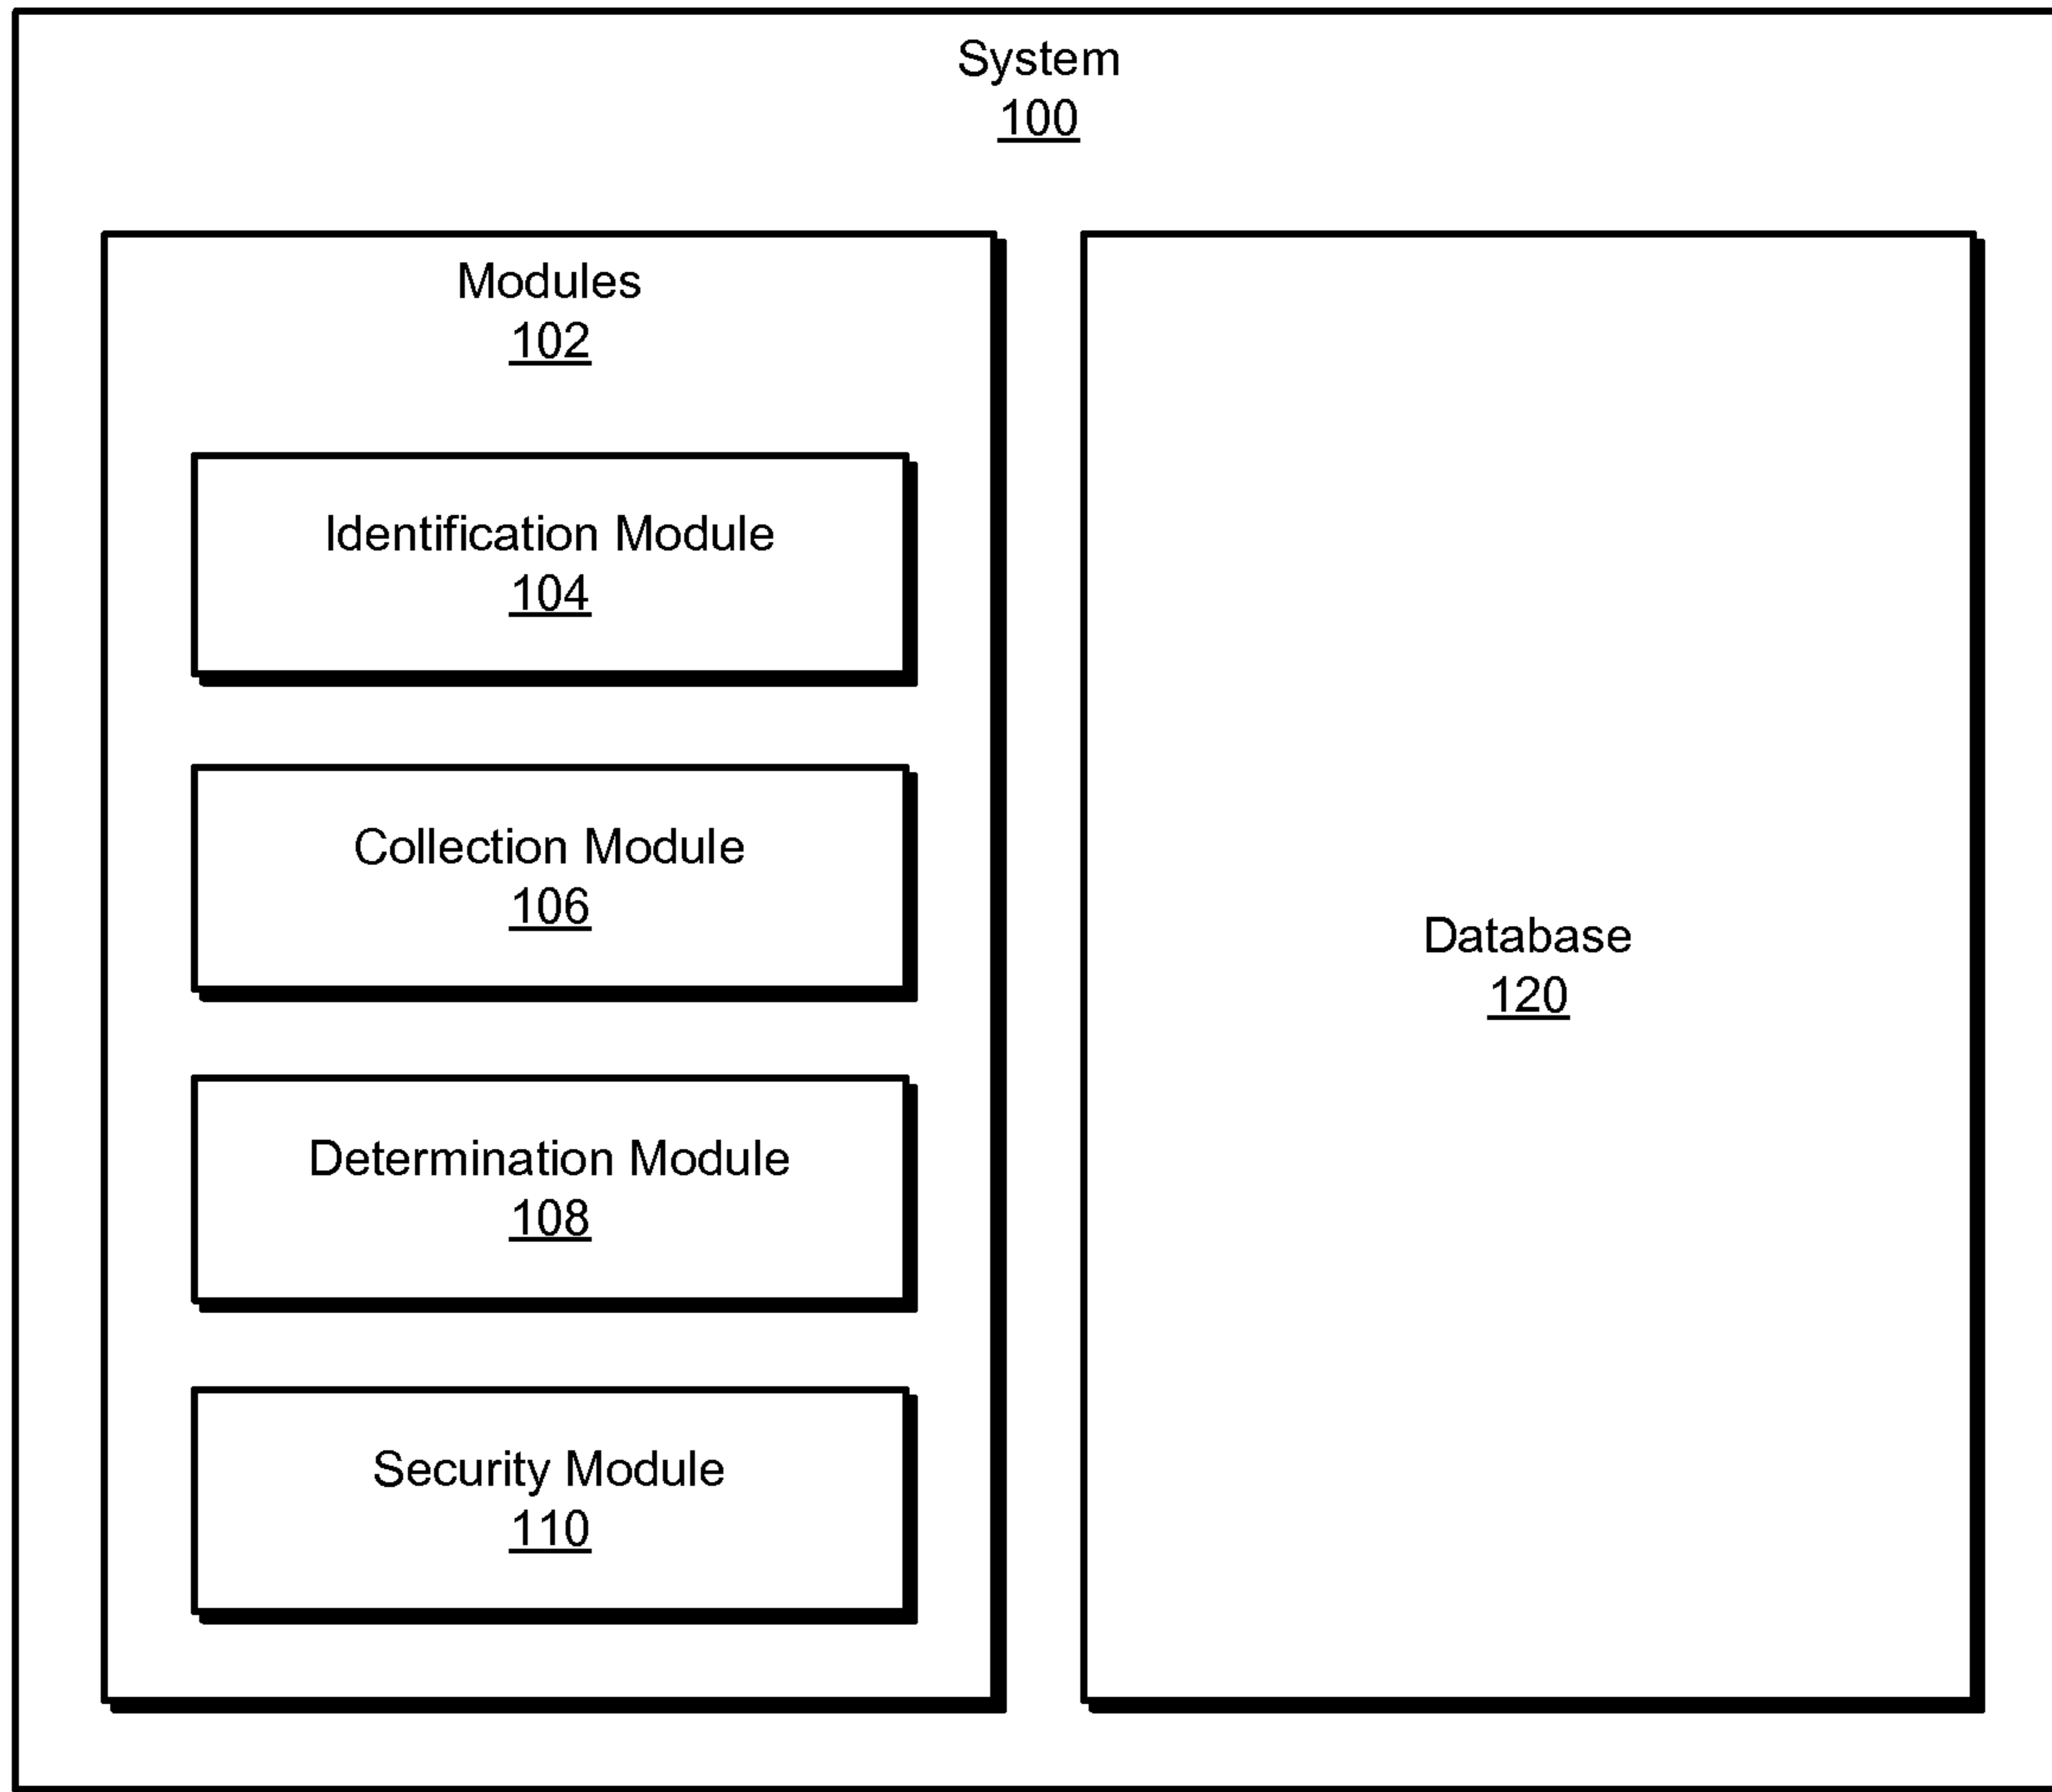 System
100
Modules
102
Identification Module
104
Collection Module
106
Determination Module
108
Security Module
110
Database
120